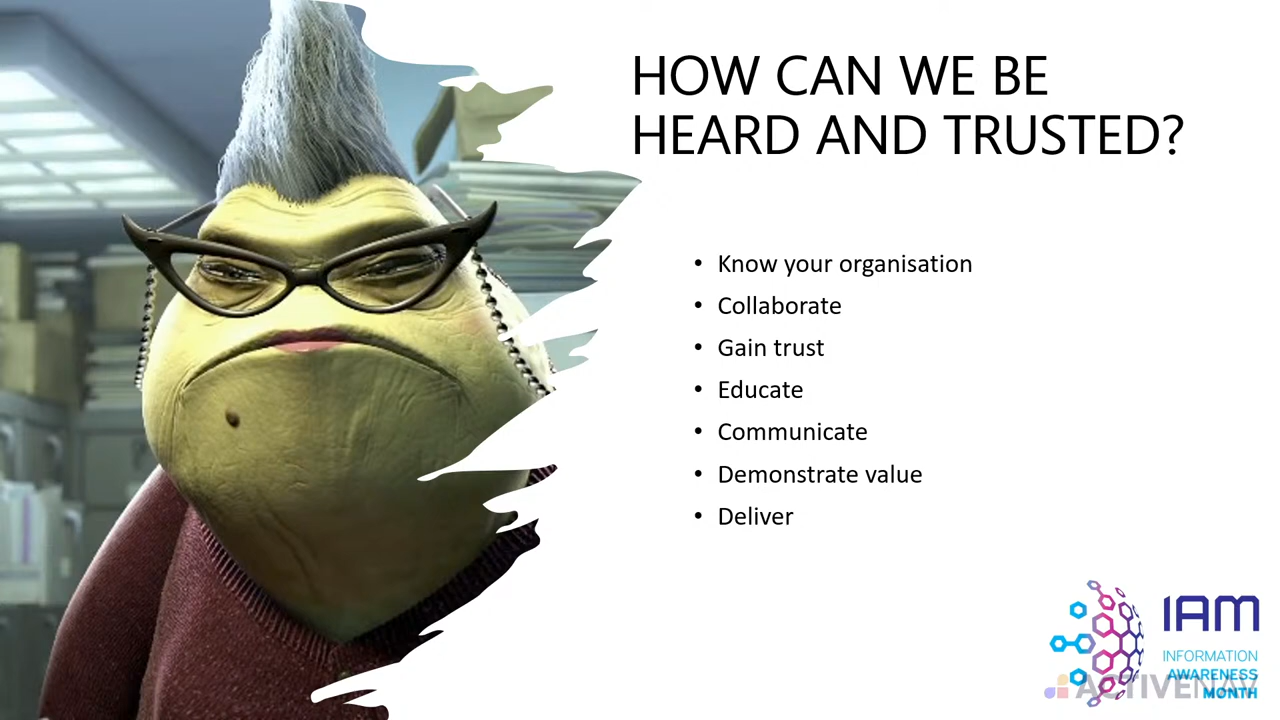 HOW CAN WE BE
HEARD AND TRUSTED?
• Know your organisation
• Collaborate
• Gain trust
• Educate
• Communicate
• Demonstrate value
• Deliver
IAM
INFORMATION
AWARENESS
MONTH
ACTIVENAV